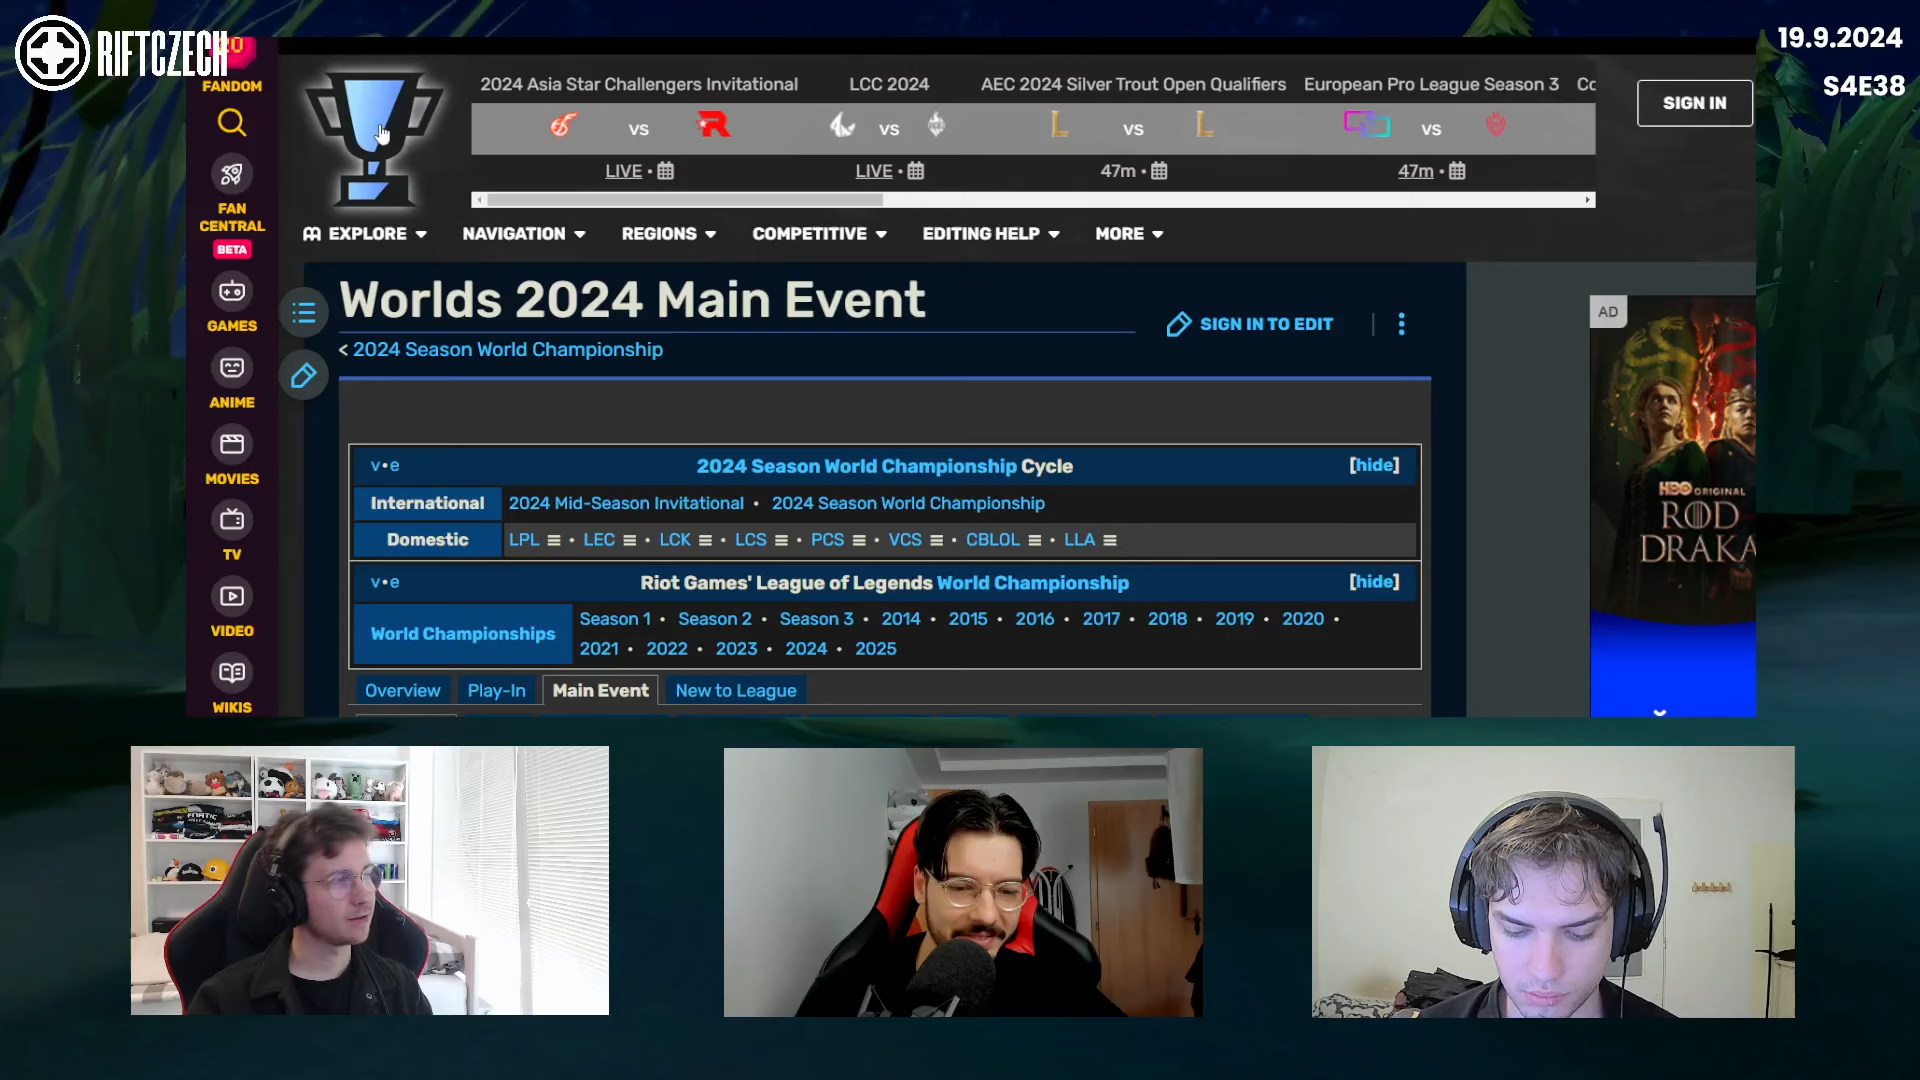 RIFTCZECH
19.9.2024
S4E38
FANDOM
FAN
CENTRAL
BETA
GAMES
ANIME
MOVIES
TV
VIDEO
WIKIS
2024 Asia Star Challengers Invitational
LCC 2024
AEC 2024 Silver Trout Open Qualifiers
European Pro League Season 3
Co
VS
VS
VS
VS
LIVE •
LIVE •
47m •
47m •
SIGN IN
EXPLORE
NAVIGATION
REGIONS
COMPETITIVE
EDITING HELP
MORE
Worlds 2024 Main Event
SIGN IN TO EDIT
< 2024 Season World Championship
v•e
2024 Season World Championship Cycle
[hide]
International
2024 Mid-Season Invitational • 2024 Season World Championship
Domestic
LPL • LEC • LCK • LCS • PCS • VCS • CBLOL • LLA
v•e
Riot Games' League of Legends World Championship
[hide]
World Championships
Season 1 • Season 2 • Season 3 • 2014 • 2015 • 2016 • 2017 • 2018 • 2019 • 2020 •
2021 • 2022 • 2023 • 2024 • 2025
Overview
Play-In
Main Event
New to League
AD
HBO ORIGINAL
ROD
DRAKA
FNATIC